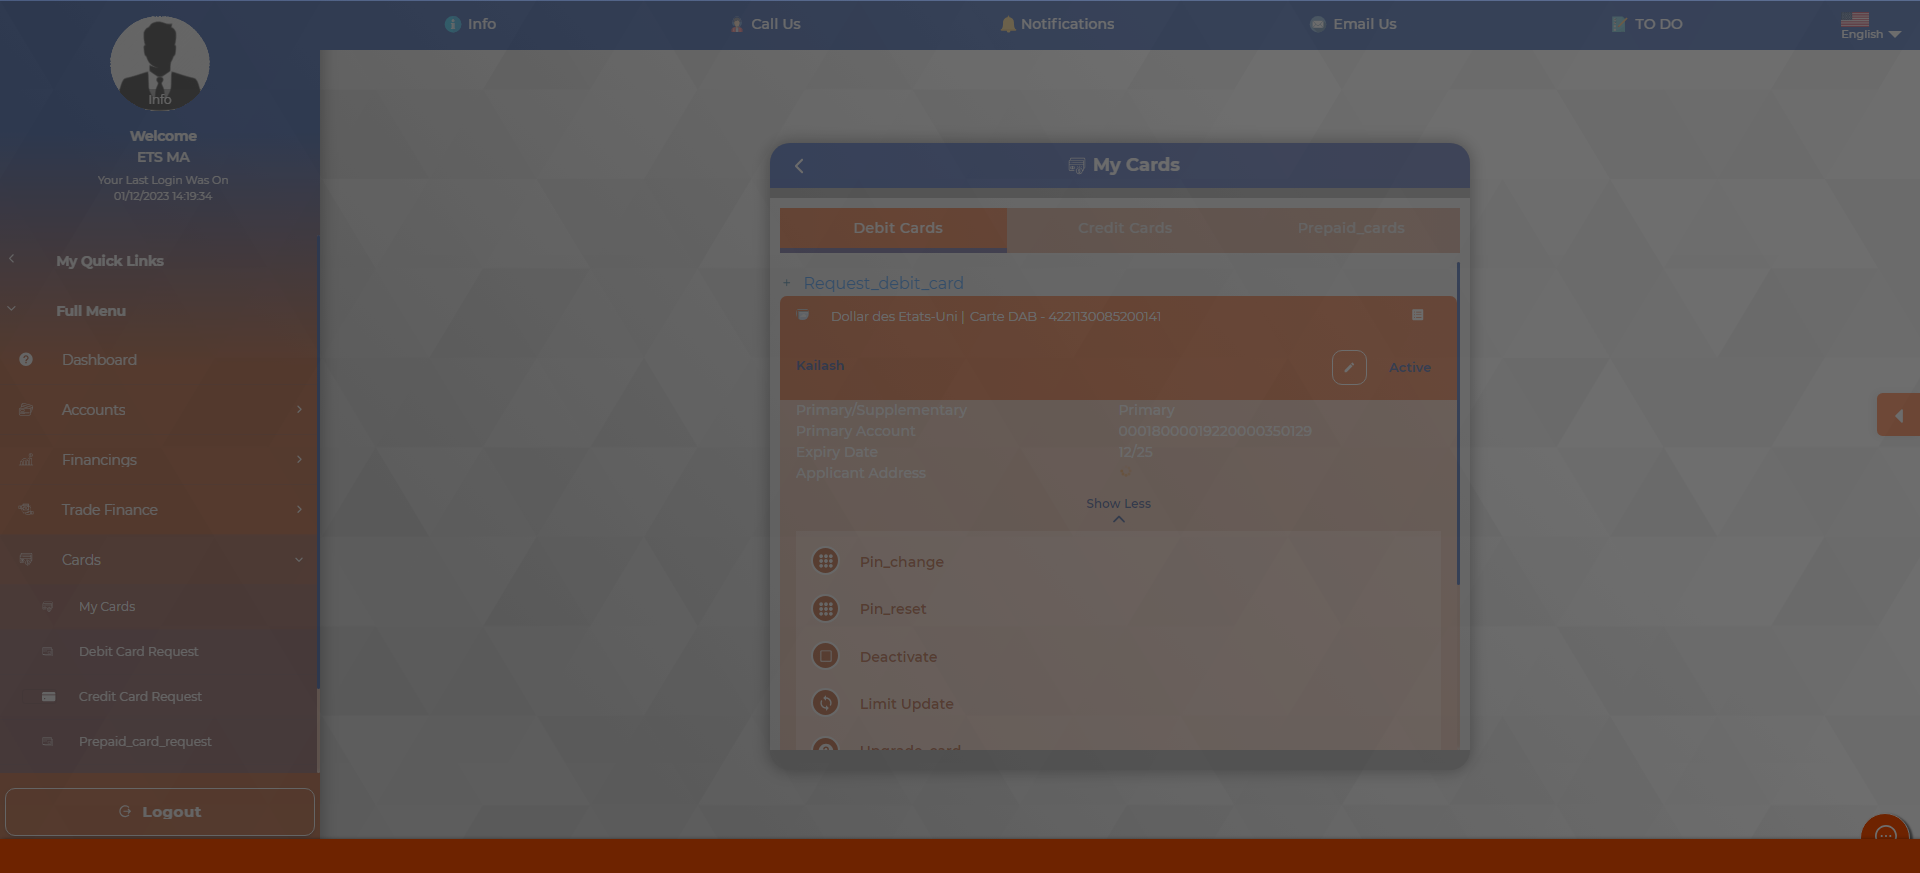 Info
Call Us
Notifications
Email Us
TO DO
English
Info
Welcome
ETS MA
Your Last Login Was On
01/12/2023 14:19:34
My Quick Links
Full Menu
Dashboard
Accounts
Financings
Trade Finance
Cards
My Cards
Debit Card Request
Credit Card Request
Prepaid_card_request
Logout
My Cards
Debit Cards
Credit Cards
Prepaid_cards
+ Request_debit_card
Dollar des Etats-Uni | Carte DAB - 4221130085200141
Kailash
Active
Primary/Supplementary Primary
Primary Account 00018000019220000350129
Expiry Date 12/25
Applicant Address
Show Less
Pin_change
Pin_reset
Deactivate
Limit Update
Upgrade_card